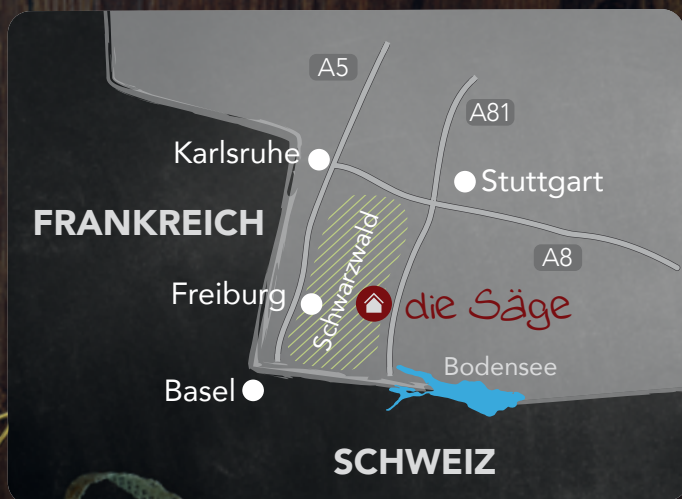 A5
A81
Karlsruhe
Stuttgart
FRANKREICH
Schwarzwald
A8
Freiburg
die Säge
Bodensee
Basel
SCHWEIZ